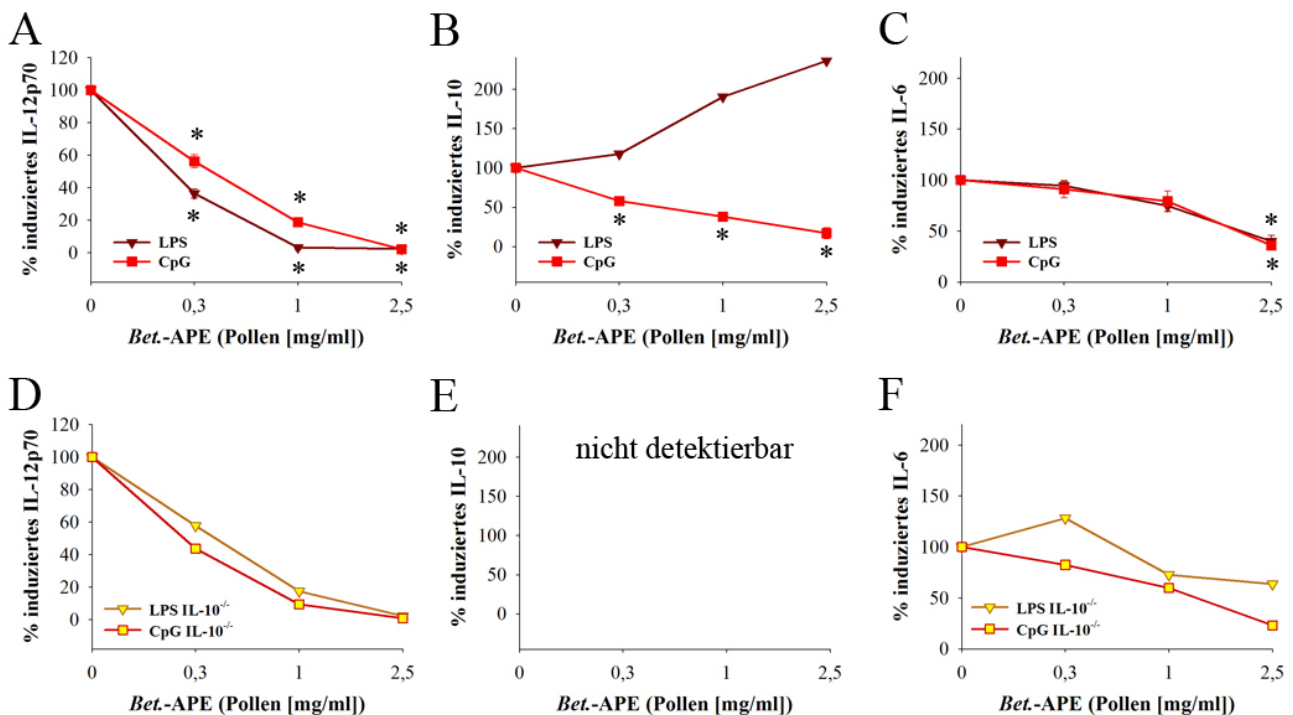 A
% induziertes IL-12p70
120
100
80
60
40
20
0
*
*
*
*
*
*
LPS
CpG
0 0,3 1 2,5
Bet.-APE (Pollen [mg/ml])
B
% induziertes IL-10
200
150
100
50
0
*
*
*
LPS
CpG
0 0,3 1 2,5
Bet.-APE (Pollen [mg/ml])
C
% induziertes IL-6
200
150
100
50
0
*
*
LPS
CpG
0 0,3 1 2,5
Bet.-APE (Pollen [mg/ml])
D
% induziertes IL-12p70
120
100
80
60
40
20
0
LPS IL-10-/-
CpG IL-10-/-
0 0,3 1 2,5
Bet.-APE (Pollen [mg/ml])
E
% induziertes IL-10
nicht detektierbar
200
150
100
50
0
0 0,3 1 2,5
Bet.-APE (Pollen [mg/ml])
F
% induziertes IL-6
200
150
100
50
0
LPS IL-10-/-
CpG IL-10-/-
0 0,3 1 2,5
Bet.-APE (Pollen [mg/ml])